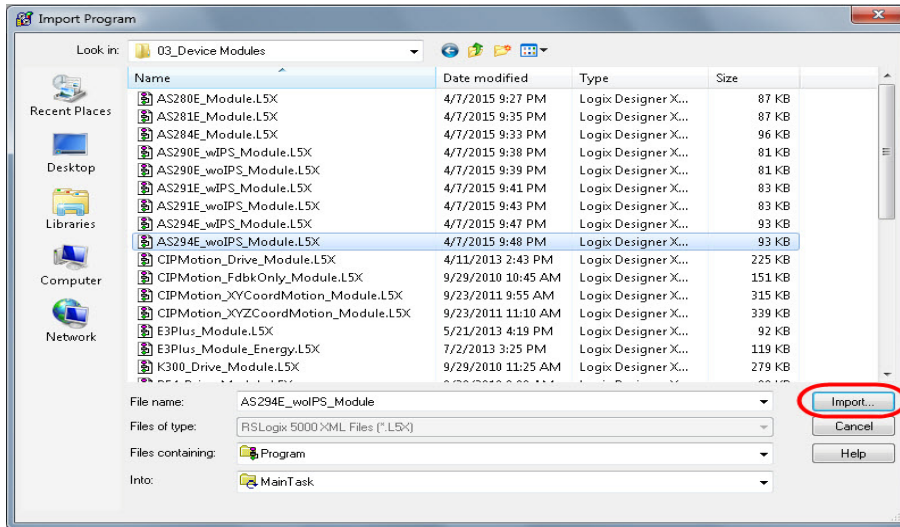 Import Program
Look in: 03_Device Modules
Name Date modified Type Size
AS280E_Module.L5X 4/7/2015 9:27 PM Logix Designer X... 87 KB
AS281E_Module.L5X 4/7/2015 9:35 PM Logix Designer X... 87 KB
AS284E_Module.L5X 4/7/2015 9:33 PM Logix Designer X... 96 KB
AS290E_wIPS_Module.L5X 4/7/2015 9:38 PM Logix Designer X... 81 KB
AS290E_woIPS_Module.L5X 4/7/2015 9:39 PM Logix Designer X... 81 KB
AS291E_wIPS_Module.L5X 4/7/2015 9:41 PM Logix Designer X... 83 KB
AS291E_woIPS_Module.L5X 4/7/2015 9:43 PM Logix Designer X... 83 KB
AS294E_wIPS_Module.L5X 4/7/2015 9:47 PM Logix Designer X... 93 KB
AS294E_woIPS_Module.L5X 4/7/2015 9:48 PM Logix Designer X... 93 KB
CIPMotion_Drive_Module.L5X 4/11/2013 2:43 PM Logix Designer X... 225 KB
CIPMotion_FdbkOnly_Module.L5X 9/29/2010 10:45 AM Logix Designer X... 151 KB
CIPMotion_XYCoordMotion_Module.L5X 9/23/2011 9:55 AM Logix Designer X... 315 KB
CIPMotion_XYZCoordMotion_Module.L5X 9/23/2011 11:10 AM Logix Designer X... 339 KB
E3Plus_Module.L5X 5/21/2013 4:19 PM Logix Designer X... 92 KB
E3Plus_Module_Energy.L5X 7/2/2013 3:25 PM Logix Designer X... 119 KB
K300_Drive_Module.L5X 9/29/2010 11:25 AM Logix Designer X... 279 KB
Recent Places
Desktop
Libraries
Computer
Network
File name: AS294E_woIPS_Module Import...
Files of type: RSLogix 5000 XML Files (*.L5X) Cancel
Files containing: Program Help
Into: MainTask